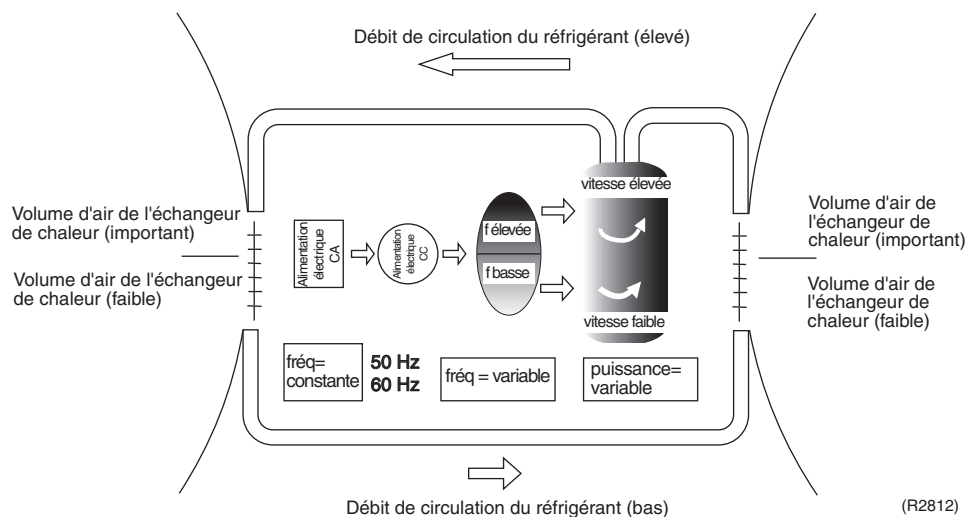 Débit de circulation du réfrigérant (élevé)
vitesse élevée
Volume d'air de l'échangeur
de chaleur (important)
Volume d'air de l'échangeur
de chaleur (faible)
Alimentation
électrique
CA
Alimentation
électrique
CC
f élevée
f basse
vitesse faible
Volume d'air de
l'échangeur de
chaleur (important)
Volume d'air de
l'échangeur de
chaleur (faible)
fréq=
constante
50 Hz
60 Hz
fréq = variable
puissance=
variable
Débit de circulation du réfrigérant (bas)
(R2812)